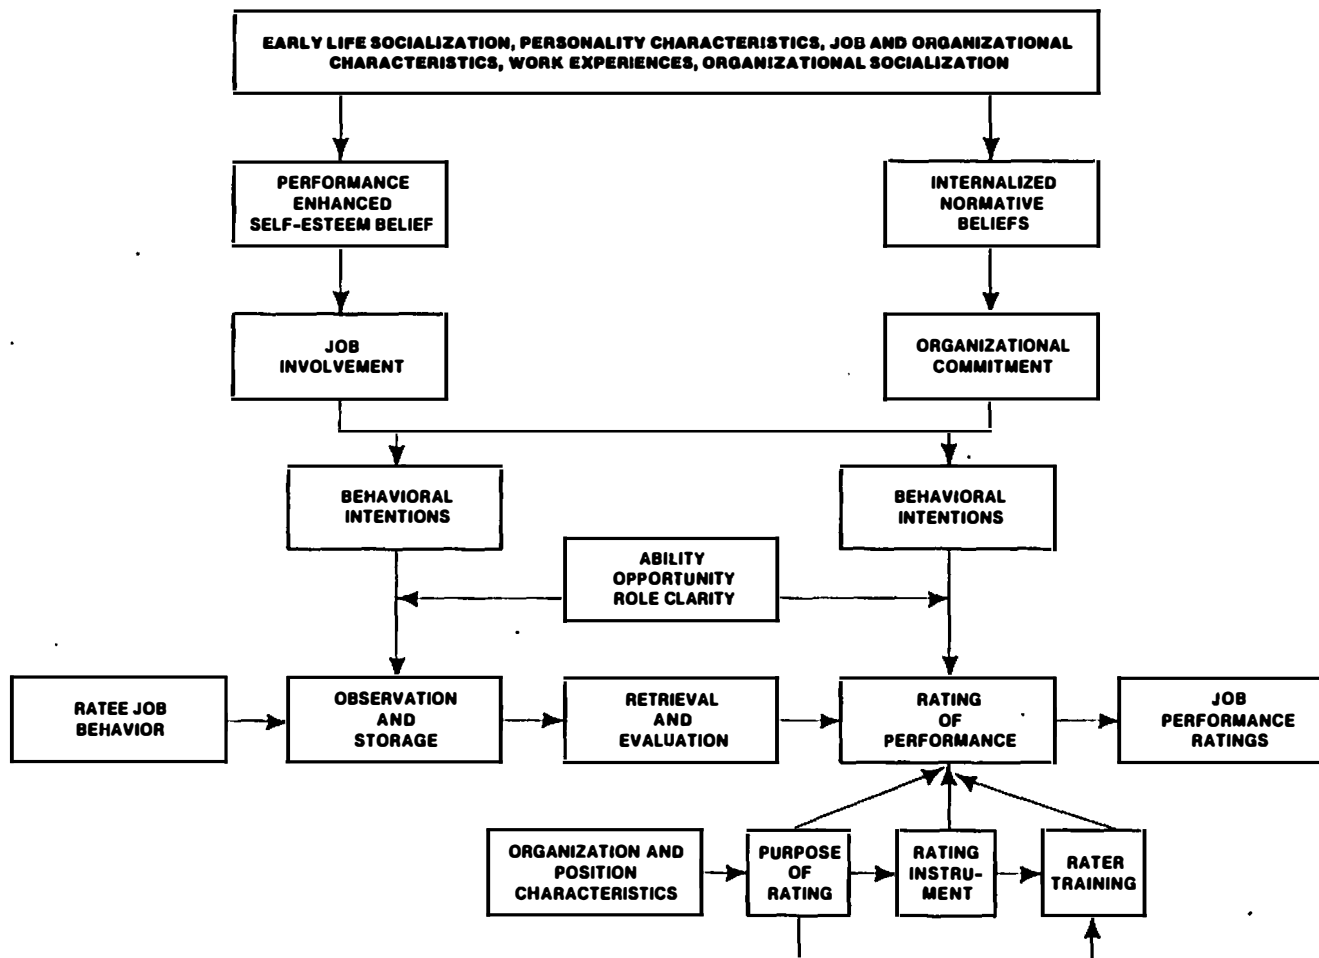 EARLY LIFE SOCIALIZATION, PERSONALITY CHARACTERISTICS, JOB AND ORGANIZATIONAL
CHARACTERISTICS, WORK EXPERIENCES, ORGANIZATIONAL SOCIALIZATION
PERFORMANCE
ENHANCED
SELF-ESTEEM BELIEF
INTERNALIZED
NORMATIVE
BELIEFS
JOB
INVOLVEMENT
ORGANIZATIONAL
COMMITMENT
BEHAVIORAL
INTENTIONS
BEHAVIORAL
INTENTIONS
ABILITY
OPPORTUNITY
ROLE CLARITY
RATEE JOB
BEHAVIOR
OBSERVATION
AND
STORAGE
RETRIEVAL
AND
EVALUATION
RATING
OF
PERFORMANCE
JOB
PERFORMANCE
RATINGS
ORGANIZATION AND
POSITION
CHARACTERISTICS
PURPOSE
OF
RATING
RATING
INSTRU-
MENT
RATER
TRAINING